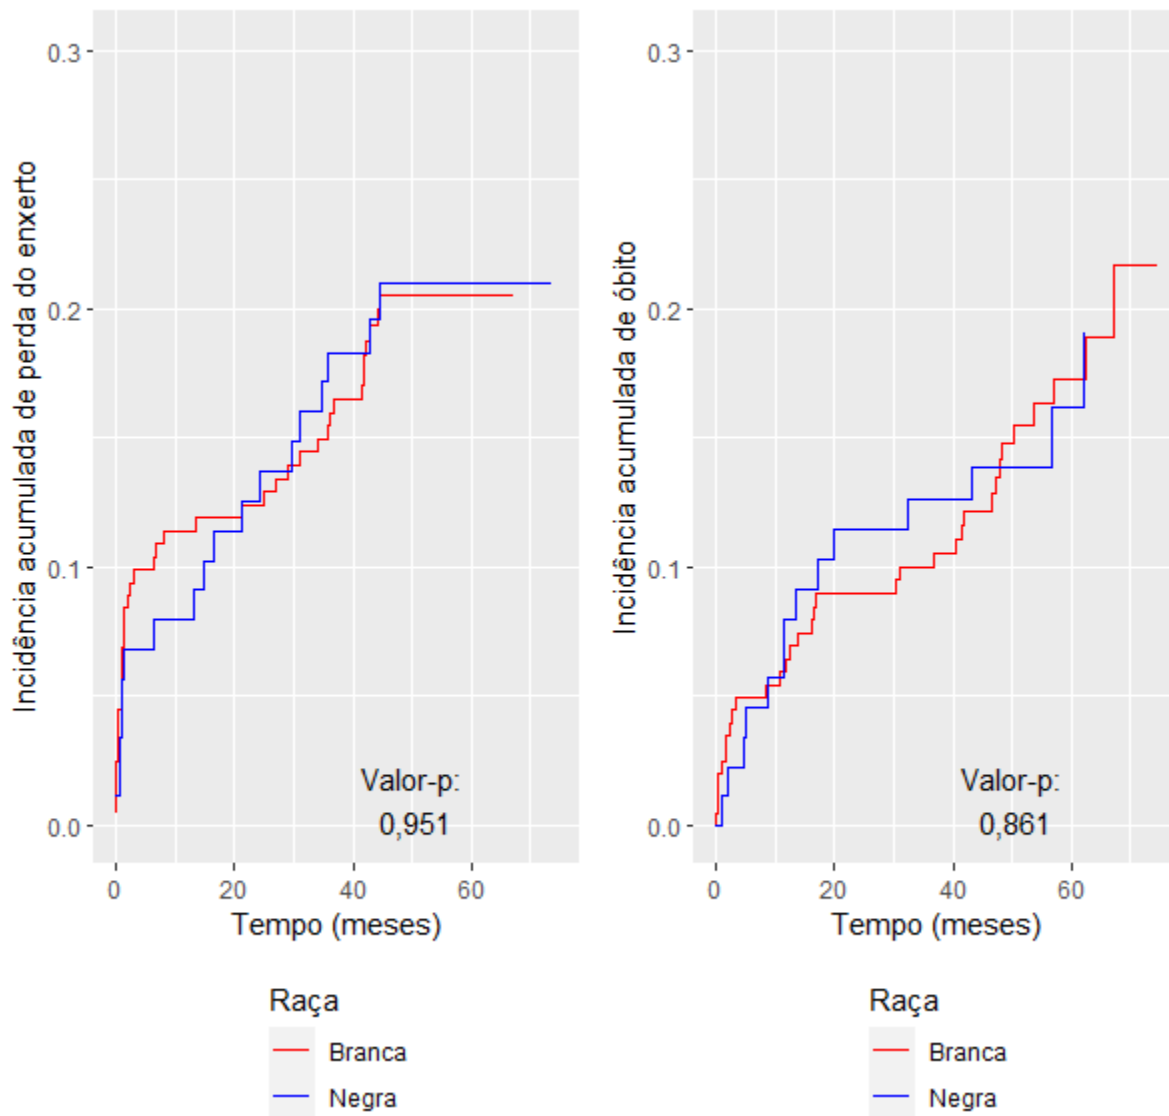 Incidência acumulada de perda do enxerto
0.3
0.2
0.1
0.0
Valor-p:
0,951
0
20
40
60
Tempo (meses)
Raça
Branca
Negra
Incidência acumulada de óbito
0.3
0.2
0.1
0.0
Valor-p:
0,861
0
20
40
60
Tempo (meses)
Raça
Branca
Negra